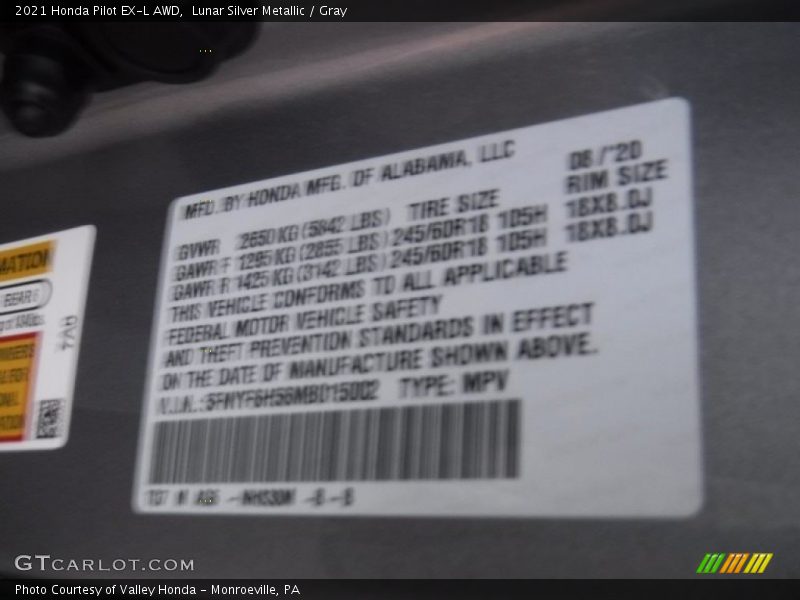 2021 Honda Pilot EX-L AWD,  Lunar Silver Metallic / Gray
MFD. BY HONDA MFG. OF ALABAMA, LLC 08/'20
GVWR 2650 KG (5842 LBS) TIRE SIZE RIM SIZE
GAWR F 1295 KG (2855 LBS) 245/60R18 105H 18X8.0J
GAWR R 1425 KG (3142 LBS) 245/60R18 105H 18X8.0J
THIS VEHICLE CONFORMS TO ALL APPLICABLE
FEDERAL MOTOR VEHICLE SAFETY
AND THEFT PREVENTION STANDARDS IN EFFECT
ON THE DATE OF MANUFACTURE SHOWN ABOVE.
V.I.N.: 5FNYF6H56MB015002 TYPE: MPV
NH830M -B -B
MATION
GTCARLOT.COM
Photo Courtesy of Valley Honda - Monroeville, PA